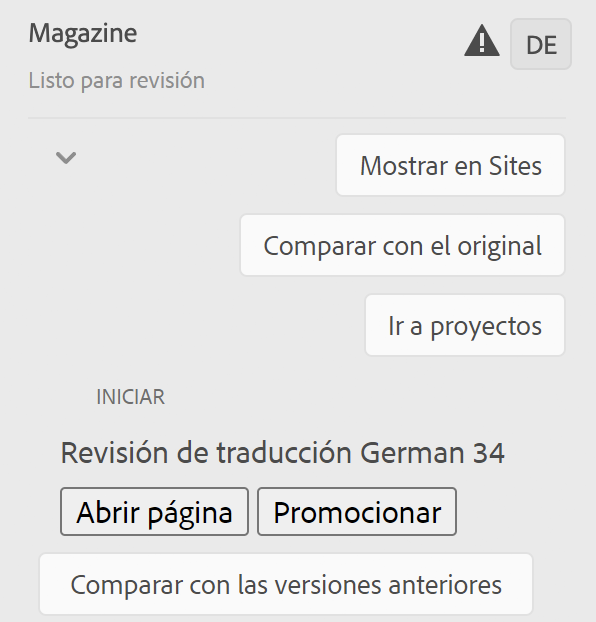 Magazine
DE
Listo para revisión
Mostrar en Sites
Comparar con el original
Ir a proyectos
INICIAR
Revisión de traducción German 34
Abrir página Promocionar
Comparar con las versiones anteriores